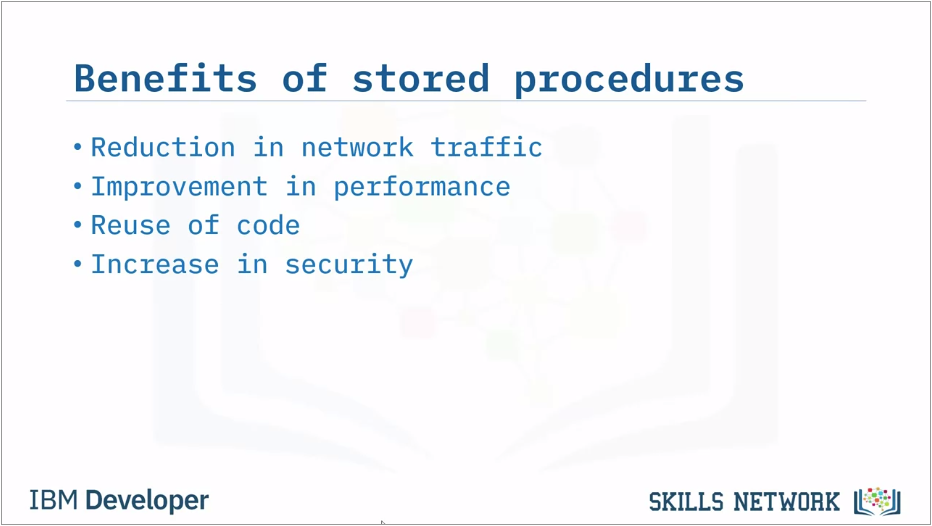 Benefits of stored procedures
• Reduction in network traffic
• Improvement in performance
• Reuse of code
• Increase in security
IBM Developer
SKILLS NETWORK